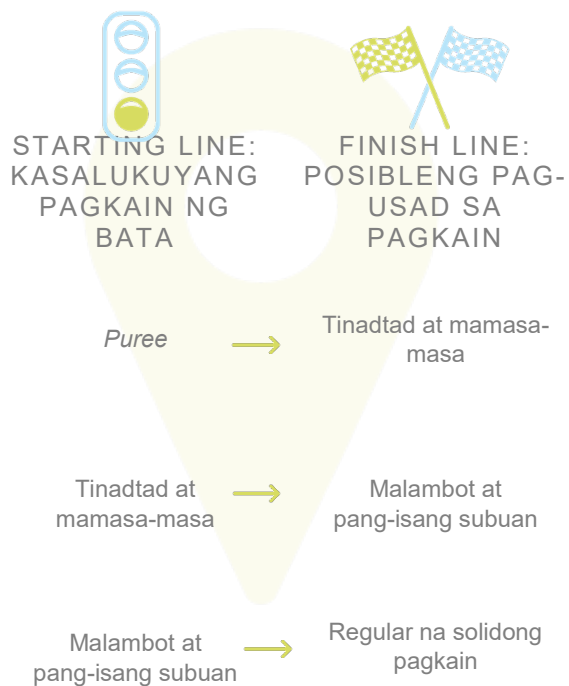 STARTING LINE:
KASALUKUYANG
PAGKAIN NG
BATA
FINISH LINE:
POSIBLENG PAG-
USAD SA
PAGKAIN
Puree
Tinadtad at mamasa-
masa
Tinadtad at
mamasa-masa
Malambot at
pang-isang subuan
Malambot at
pang-isang subuan
Regular na solidong
pagkain